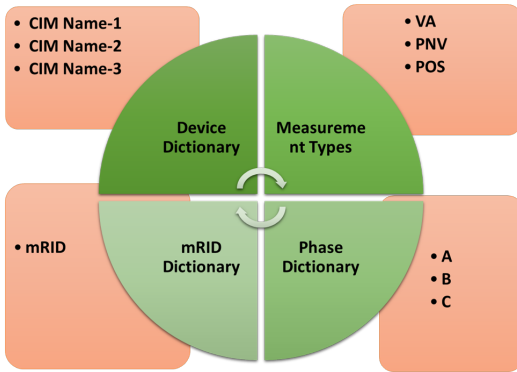 • CIM Name-1
• CIM Name-2
• CIM Name-3
• VA
• PNV
• POS
Device
Dictionary
Measureme
nt Types
• mRID
mRID
Dictionary
Phase
Dictionary
• A
• B
• C